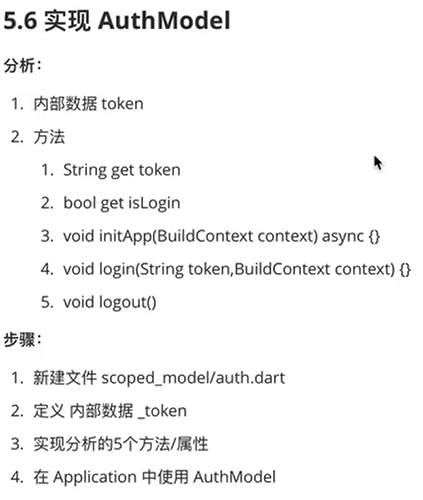 5.6 实现 AuthModel
分析：
1. 内部数据 token
2. 方法
1. String get token
2. bool get isLogin
3. void initApp(BuildContext context) async {}
4. void login(String token,BuildContext context) {}
5. void logout()
步骤：
1. 新建文件 scoped_model/auth.dart
2. 定义 内部数据 _token
3. 实现分析的5个方法/属性
4. 在 Application 中使用 AuthModel